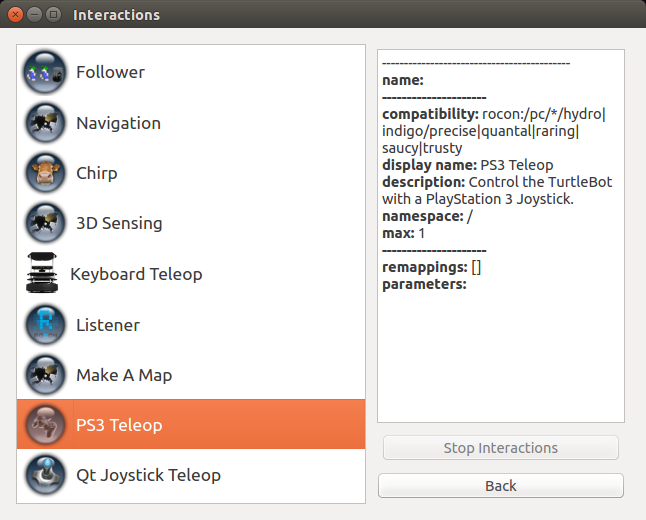 Interactions
Follower
Navigation
Chirp
3D Sensing
Keyboard Teleop
Listener
Make A Map
PS3 Teleop
Qt Joystick Teleop
-------------------------------------------
name:
---------------------
compatibility: rocon:/pc/*/hydro|
indigo/precise|quantal|raring|
saucy|trusty
display name: PS3 Teleop
description: Control the TurtleBot
with a PlayStation 3 Joystick.
namespace: /
max: 1
---------------------
remappings: []
parameters:
Stop Interactions
Back